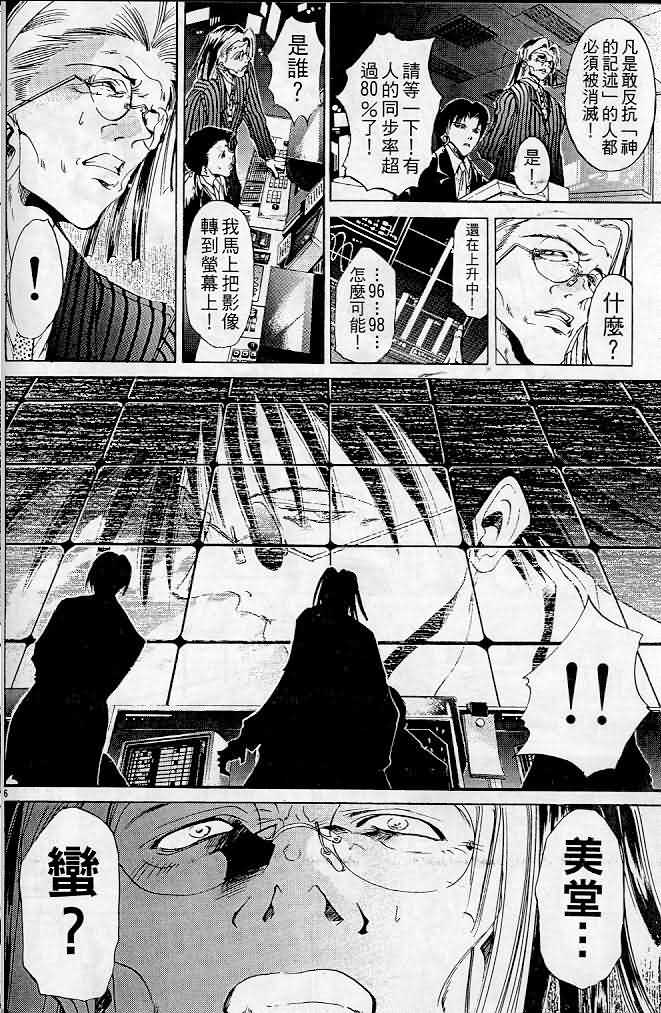 凡是敢反抗「神
的記述」的人都
必須被消滅！
是！
請等一下！有
人的同步率超
過80％了！
是誰？
我馬上把影像
轉到螢幕上！
！
什麼？
還在上升中！
…96…98…
怎麼可能！
！！
美堂…
蠻？
6